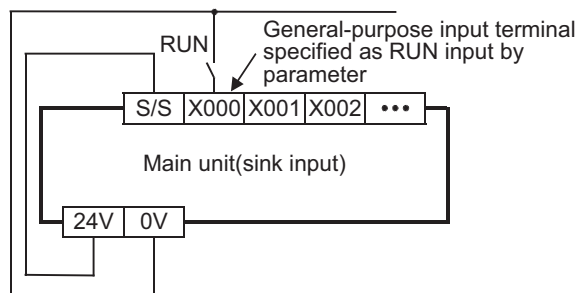 General-purpose input terminal
specified as RUN input by
parameter
RUN
S/S X000 X001 X002 •••
Main unit(sink input)
24V 0V